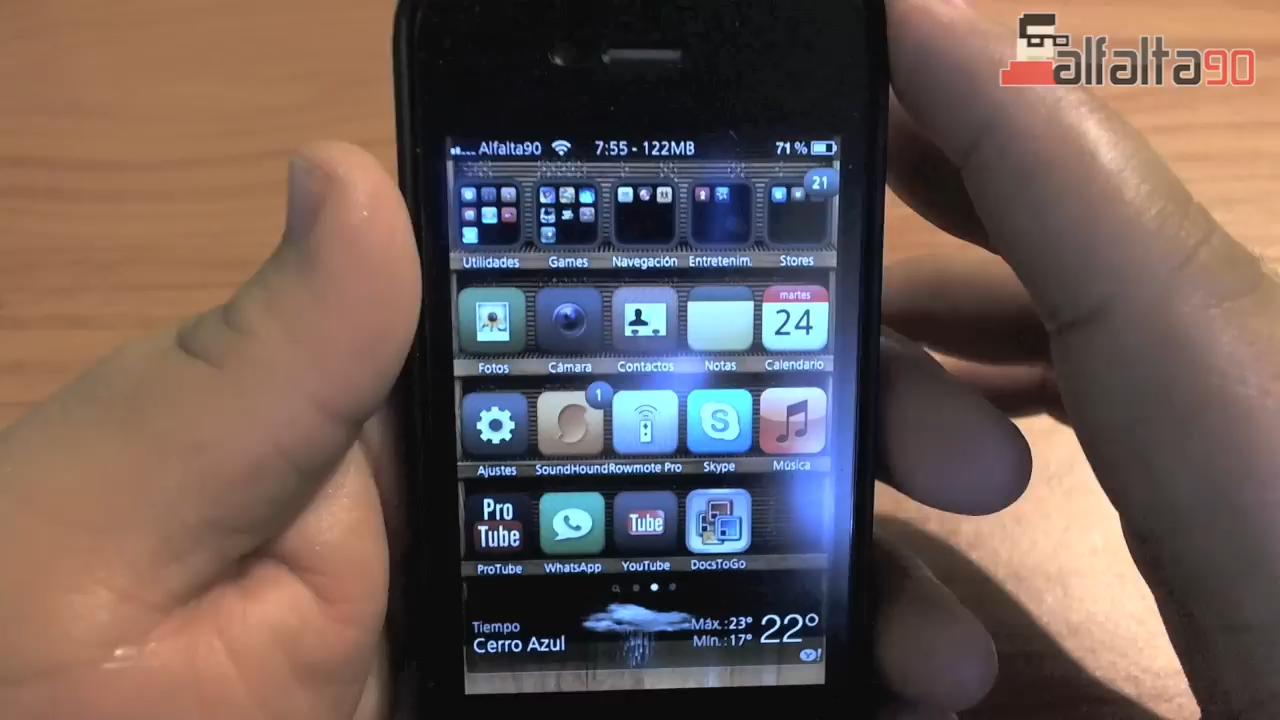 alfalta90
Alfalta90 7:55 - 122MB 71%
21
Utilidades Games Navegación Entretenim. Stores
martes
24
Fotos Cámara Contactos Notas Calendario
1
S
Ajustes SoundHound Rowmote Pro Skype Música
Pro
Tube Tube
ProTube WhatsApp YouTube DocsToGo
Tiempo
Cerro Azul
Máx.:23° 22°
Mín.:17°
Y!